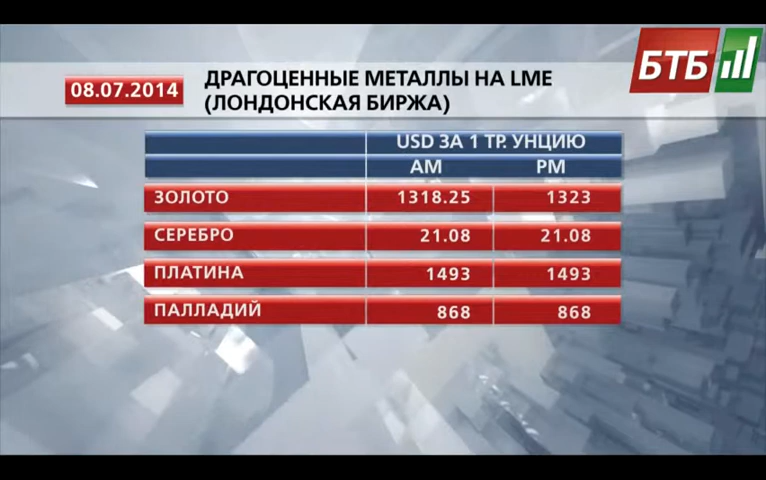 БТБ
08.07.2014
ДРАГОЦЕННЫЕ МЕТАЛЛЫ НА LME
(ЛОНДОНСКАЯ БИРЖА)
USD ЗА 1 ТР. УНЦИЮ
AM PM
ЗОЛОТО 1318.25 1323
СЕРЕБРО 21.08 21.08
ПЛАТИНА 1493 1493
ПАЛЛАДИЙ 868 868